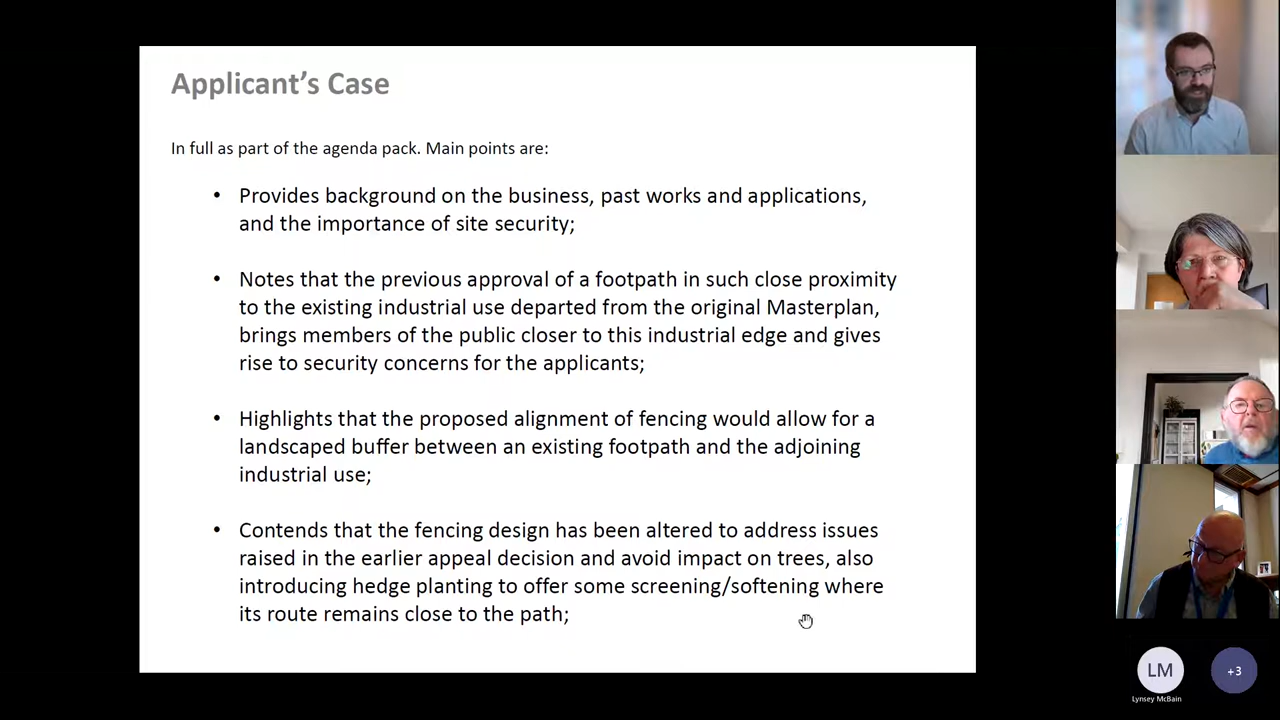 Applicant’s Case
In full as part of the agenda pack. Main points are:
• Provides background on the business, past works and applications,
and the importance of site security;
• Notes that the previous approval of a footpath in such close proximity
to the existing industrial use departed from the original Masterplan,
brings members of the public closer to this industrial edge and gives
rise to security concerns for the applicants;
• Highlights that the proposed alignment of fencing would allow for a
landscaped buffer between an existing footpath and the adjoining
industrial use;
• Contends that the fencing design has been altered to address issues
raised in the earlier appeal decision and avoid impact on trees, also
introducing hedge planting to offer some screening/softening where
its route remains close to the path;
LM
+3
Lynsey McBain